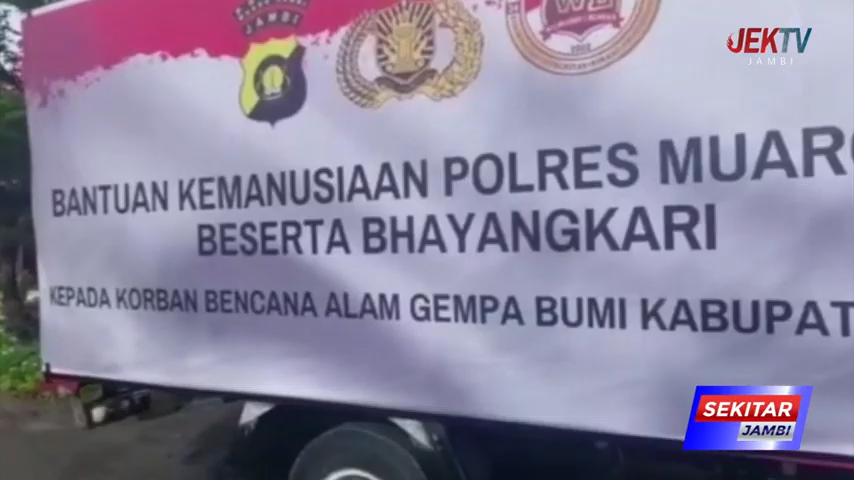 JAMBI
JEKTV
JAMBI
BANTUAN KEMANUSIAAN POLRES MUARO
BESERTA BHAYANGKARI
KEPADA KORBAN BENCANA ALAM GEMPA BUMI KABUPAT
SEKITAR
JAMBI